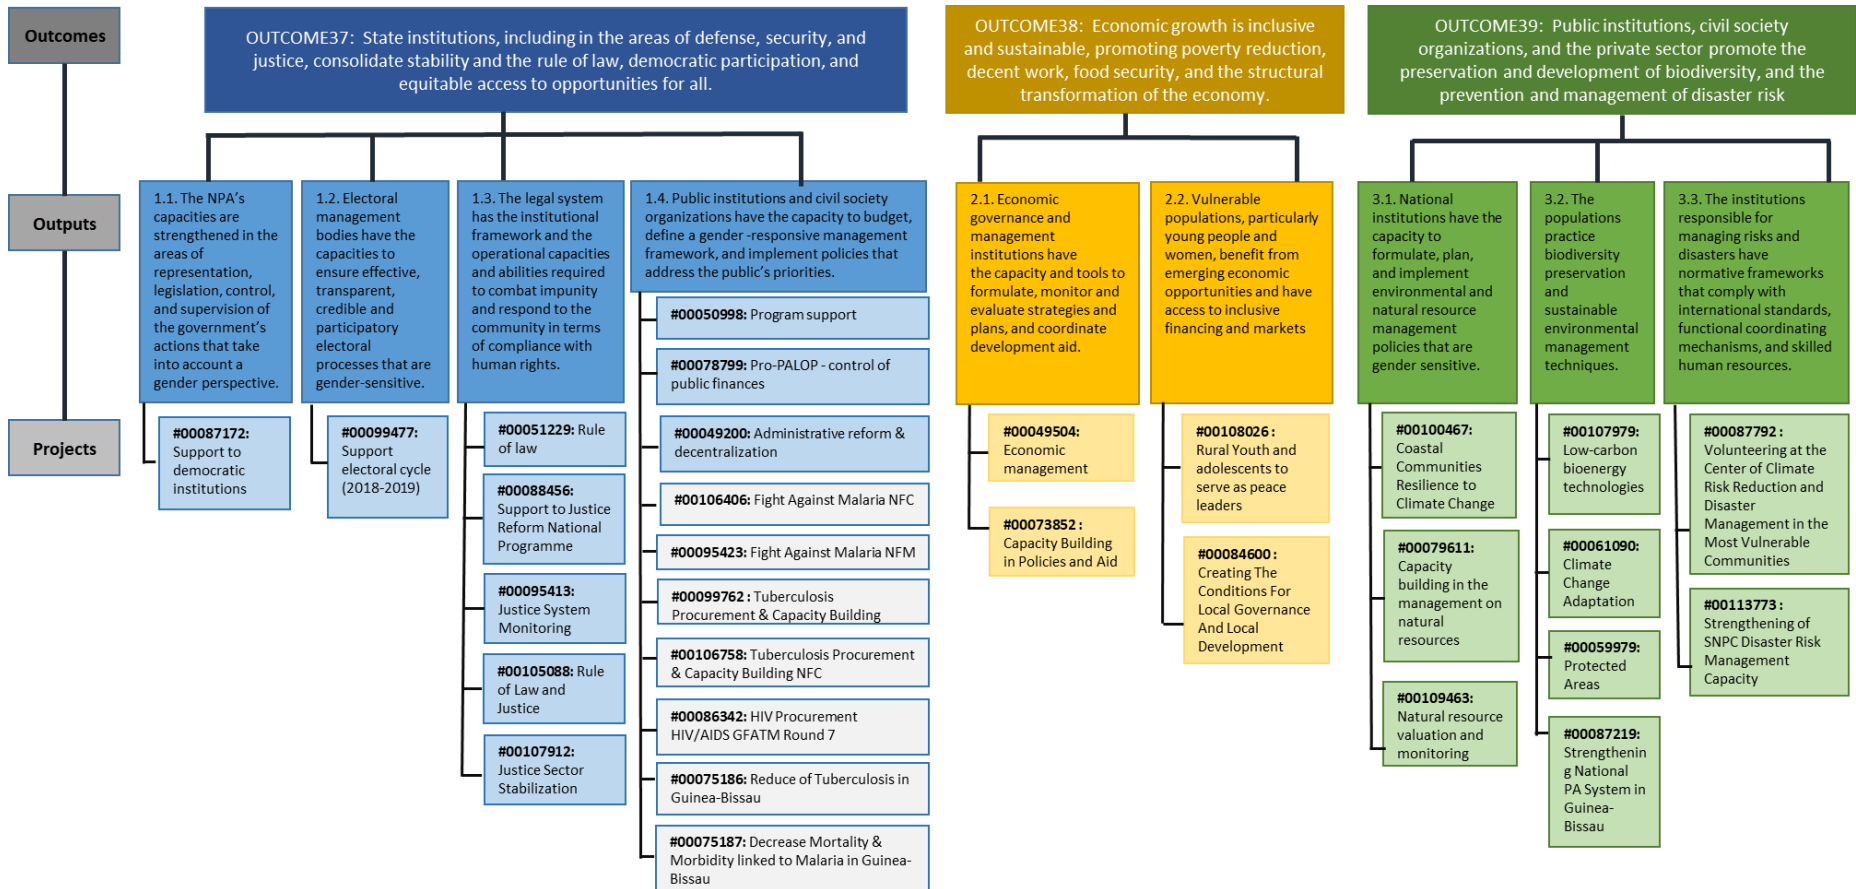 Outcomes
OUTCOME37:  State institutions, including in the areas of defense, security, and
justice, consolidate stability and the rule of law, democratic participation, and
equitable access to opportunities for all.
OUTCOME38:  Economic growth is inclusive
and sustainable, promoting poverty reduction,
decent work, food security, and the structural
transformation of the economy.
OUTCOME39:  Public institutions, civil society
organizations, and the private sector promote the
preservation and development of biodiversity, and the
prevention and management of disaster risk
Outputs
1.1. The NPA's
capacities are
strengthened in the
areas of
representation,
legislation, control,
and supervision of
the government's
actions that take
into account a
gender perspective.
1.2. Electoral
management
bodies have the
capacities to
ensure effective,
transparent,
credible and
participatory
electoral
processes that are
gender-sensitive.
1.3. The legal system
has the institutional
framework and the
operational capacities
and abilities required
to combat impunity
and respond to the
community in terms
of compliance with
human rights.
1.4. Public institutions and civil society
organizations have the capacity to budget,
define a gender -responsive management
framework, and implement policies that
address the public's priorities.
2.1. Economic
governance and
management
institutions have
the capacity and tools to
formulate, monitor and
evaluate strategies and
plans, and coordinate
development aid.
2.2. Vulnerable
populations, particularly
young people and
women, benefit from
emerging economic
opportunities and have
access to inclusive
financing and markets
3.1. National
institutions have the
capacity to
formulate, plan,
and implement
environmental and
natural resource
management
policies that are
gender sensitive.
3.2. The
populations
practice
biodiversity
preservation
and
sustainable
environmental
management
techniques.
3.3. The institutions
responsible for
managing risks and
disasters have
normative frameworks
that comply with
international standards,
functional coordinating
mechanisms, and skilled
human resources.
Projects
#00087172:
Support to
democratic
institutions
#00099477:
Support
electoral cycle
(2018-2019)
#00051229: Rule
of law
#00088456:
Support to Justice
Reform National
Programme
#00095413:
Justice System
Monitoring
#00105088: Rule
of Law and
Justice
#00107912:
Justice Sector
Stabilization
#00050998: Program support
#00078799: Pro-PALOP - control of
public finances
#00049200: Administrative reform &
decentralization
#00106406: Fight Against Malaria NFC
#00095423: Fight Against Malaria NFM
#00099762 : Tuberculosis
Procurement & Capacity Building
#00106758: Tuberculosis Procurement
& Capacity Building NFC
#00086342: HIV Procurement
HIV/AIDS GFATM Round 7
#00075186: Reduce of Tuberculosis in
Guinea-Bissau
#00075187: Decrease Mortality &
Morbidity linked to Malaria in Guinea-
Bissau
#00049504:
Economic
management
#00073852 :
Capacity Building
in Policies and Aid
#00108026 :
Rural Youth and
adolescents to
serve as peace
leaders
#00084600 :
Creating The
Conditions For
Local Governance
And Local
Development
#00100467:
Coastal
Communities
Resilience to
Climate Change
#00079611:
Capacity
building in the
management on
natural
resources
#00109463:
Natural resource
valuation and
monitoring
#00107979:
Low-carbon
bioenergy
technologies
#00061090:
Climate
Change
Adaptation
#00059979:
Protected
Areas
#00087219:
Strengthenin
g National
PA System in
Guinea-
Bissau
#00087792:
Volunteering at the
Center of Climate
Risk Reduction and
Disaster
Management in the
Most Vulnerable
Communities
#00113773 :
Strengthening of
SNPC Disaster Risk
Management
Capacity